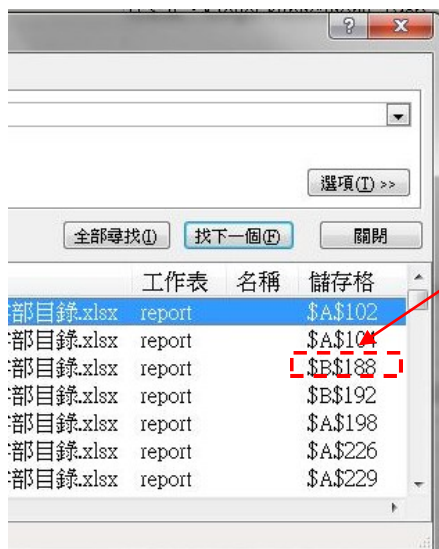 選項(T) >>
全部尋找(I) 找下一個(F) 關閉
工作表 名稱 儲存格
部目錄.xlsx report $A$102
部目錄.xlsx report $A$104
部目錄.xlsx report $B$188
部目錄.xlsx report $B$192
部目錄.xlsx report $A$198
部目錄.xlsx report $A$226
部目錄.xlsx report $A$229